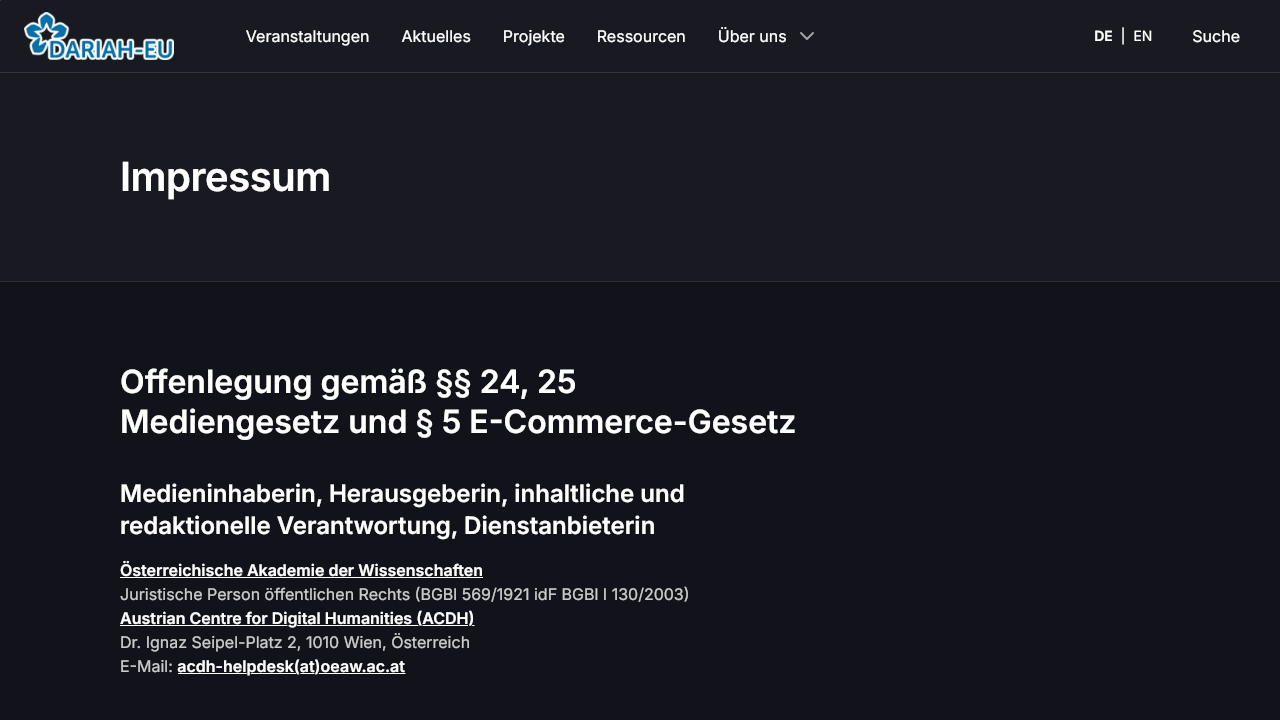 DARIAH-EU
Veranstaltungen
Aktuelles
Projekte
Ressourcen
Über uns
DE | EN
Suche
Impressum
Offenlegung gemäß §§ 24, 25
Mediengesetz und § 5 E-Commerce-Gesetz
Medieninhaberin, Herausgeberin, inhaltliche und
redaktionelle Verantwortung, Dienstanbieterin
Österreichische Akademie der Wissenschaften
Juristische Person öffentlichen Rechts (BGBl 569/1921 idF BGBl I 130/2003)
Austrian Centre for Digital Humanities (ACDH)
Dr. Ignaz Seipel-Platz 2, 1010 Wien, Österreich
E-Mail: acdh-helpdesk(at)oeaw.ac.at